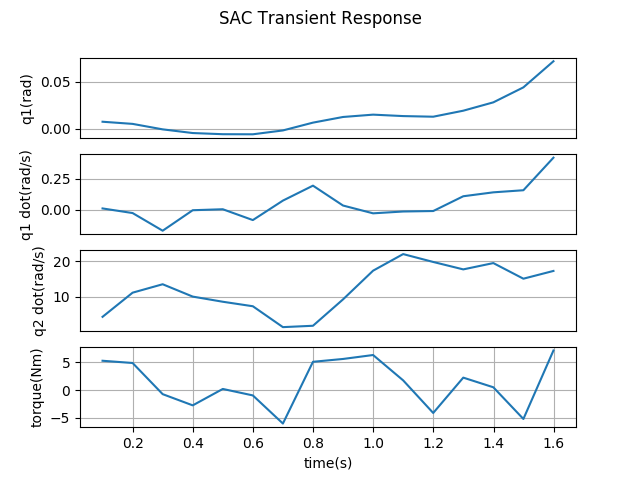 SAC Transient Response
q1(rad)
0.05
0.00
q1 dot(rad/s)
0.25
0.00
q2 dot(rad/s)
20
10
torque(Nm)
5
0
−5
0.2 0.4 0.6 0.8 1.0 1.2 1.4 1.6
time(s)